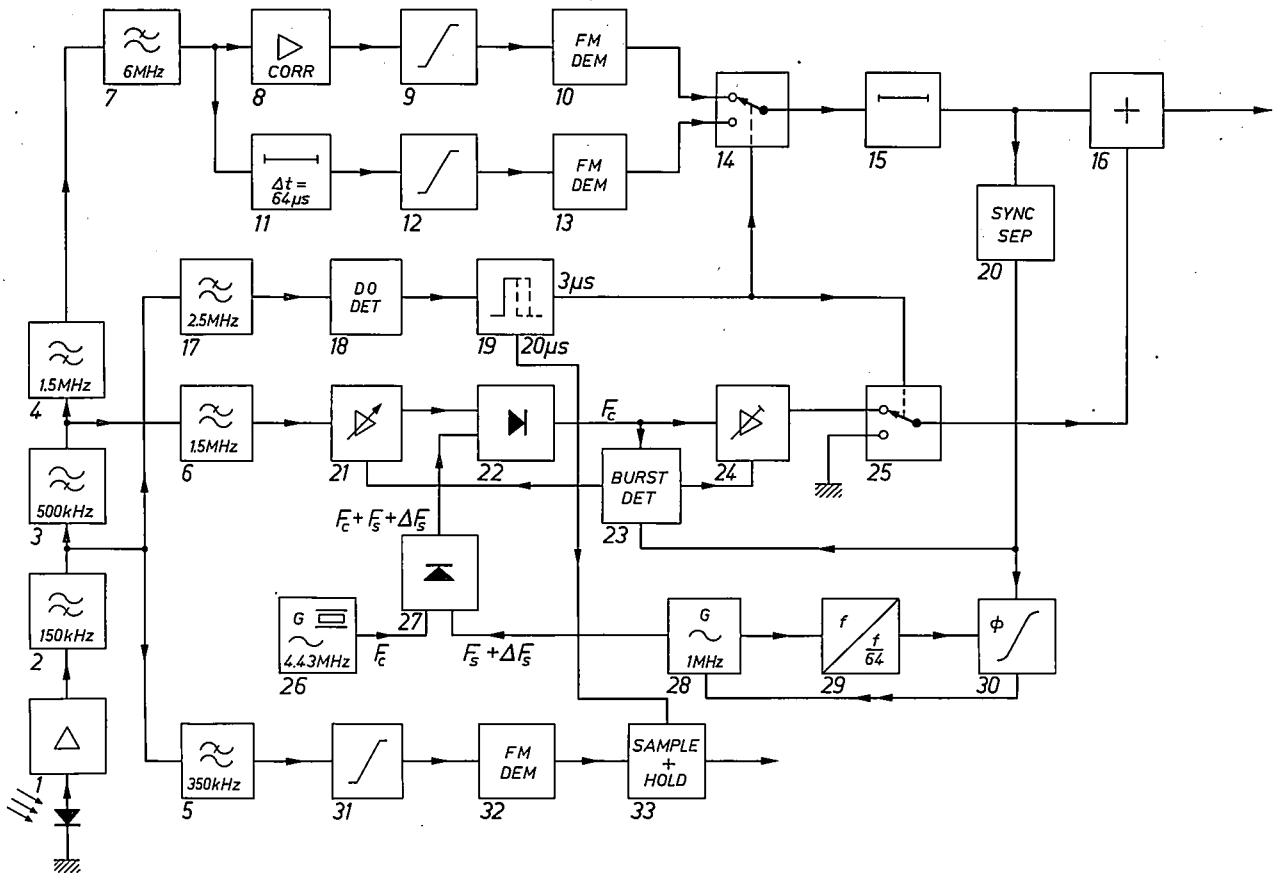 6MHz
7
CORR
8
9
FM
DEM
10
14
15
+
16
Δt =
64µs
11
12
FM
DEM
13
SYNC
SEP
20
2.5MHz
17
DO
DET
18
3µs
19
20µs
1.5MHz
4
1.5MHz
6
21
22
Fc
24
25
BURST
DET
23
500kHz
3
Fc + Fs + ΔFs
27
150kHz
2
G
4.43MHz
26
Fc
Fs + ΔFs
G
1MHz
28
f
f
64
29
ϕ
30
1
350kHz
5
31
FM
DEM
32
SAMPLE
+
HOLD
33